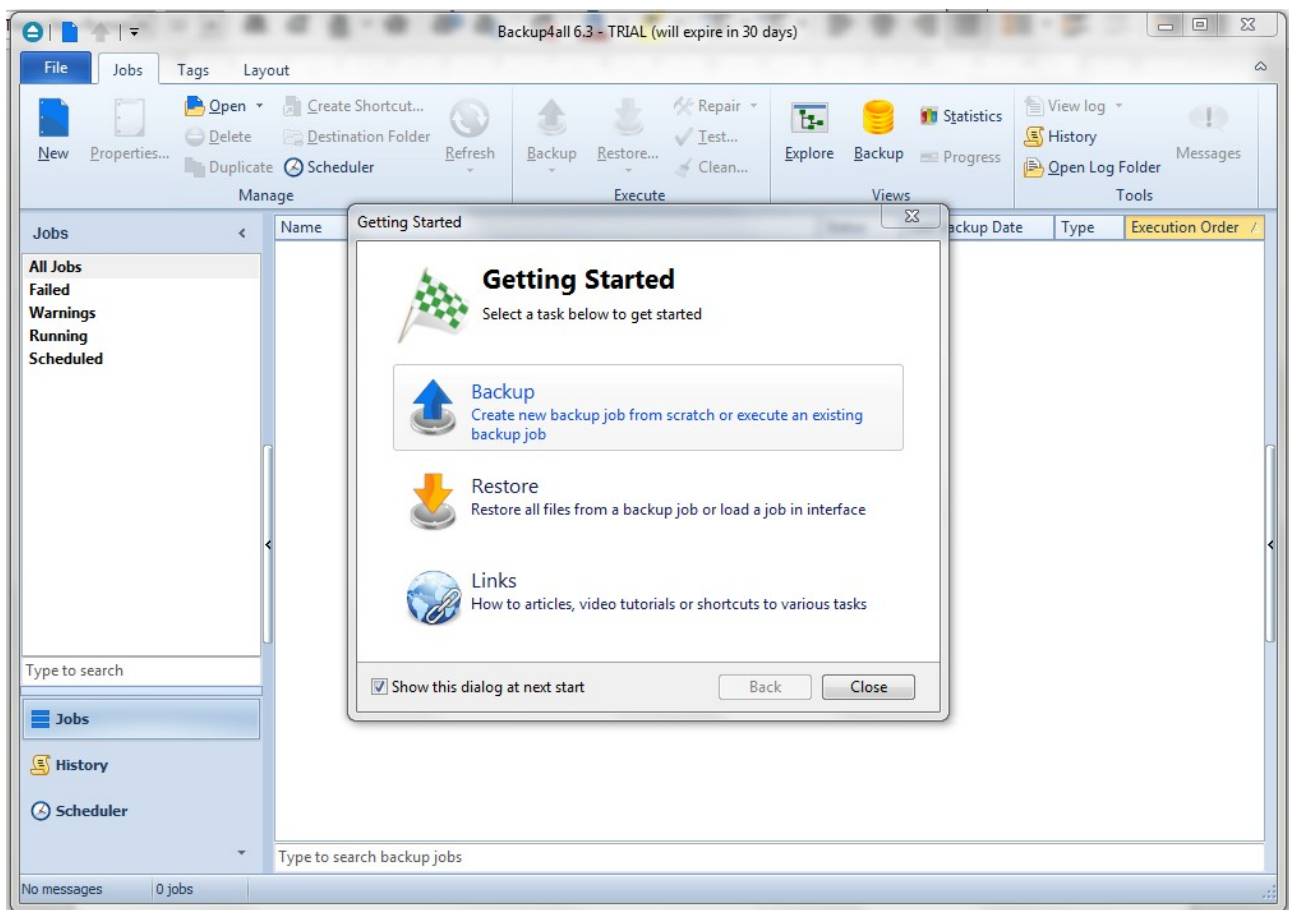 Backup4all 6.3 - TRIAL (will expire in 30 days)
File Jobs Tags Layout
New
Properties...
Open
Delete
Duplicate
Create Shortcut...
Destination Folder
Scheduler
Refresh
Manage
Backup
Restore...
Repair
Test...
Clean...
Execute
Explore
Backup
Statistics
Progress
Views
View log
History
Open Log Folder
Messages
Tools
Jobs
All Jobs
Failed
Warnings
Running
Scheduled
Type to search
Jobs
History
Scheduler
Name
ackup Date
Type
Execution Order
Getting Started
Getting Started
Select a task below to get started
Backup
Create new backup job from scratch or execute an existing
backup job
Restore
Restore all files from a backup job or load a job in interface
Links
How to articles, video tutorials or shortcuts to various tasks
Show this dialog at next start
Back
Close
Type to search backup jobs
No messages
0 jobs